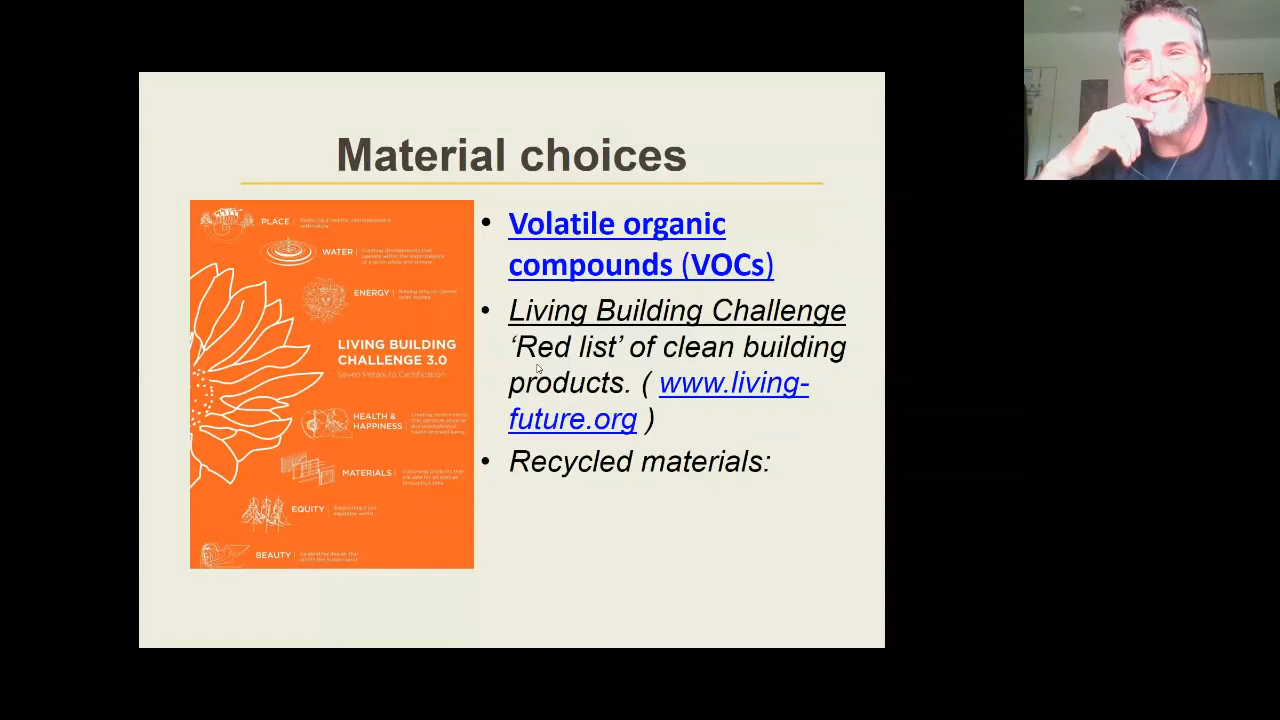 Material choices
PLACE
WATER
ENERGY
LIVING BUILDING
CHALLENGE 3.0
Seven Petals to Certification
HEALTH &
HAPPINESS
MATERIALS
EQUITY
BEAUTY
• Volatile organic
compounds (VOCs)
• Living Building Challenge
‘Red list’ of clean building
products. ( www.living-
future.org )
• Recycled materials: